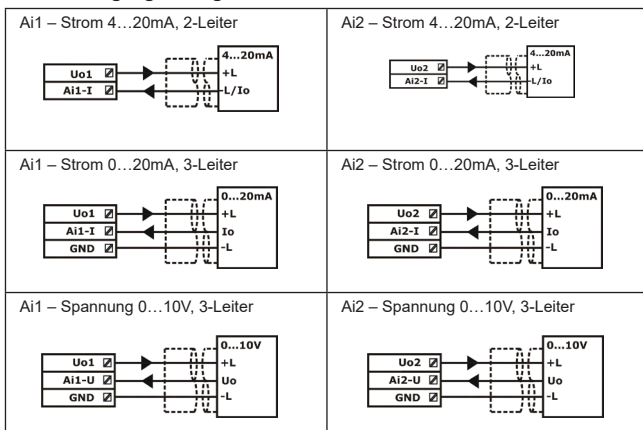 Ai1 – Strom 4…20mA, 2-Leiter
4...20mA
Uo1
+L
Ai1-I
-L/Io
Ai2 – Strom 4…20mA, 2-Leiter
4...20mA
Uo2
+L
Ai2-I
L/Io
Ai1 – Strom 0…20mA, 3-Leiter
0...20mA
Uo1
+L
Ai1-I
Io
GND
-L
Ai2 – Strom 0…20mA, 3-Leiter
0...20mA
Uo2
+L
Ai2-I
Io
GND
-L
Ai1 – Spannung 0…10V, 3-Leiter
0...10V
Uo1
+L
Ai1-U
Uo
GND
-L
Ai2 – Spannung 0…10V, 3-Leiter
0...10V
Uo2
+L
Ai2-U
Uo
GND
-L